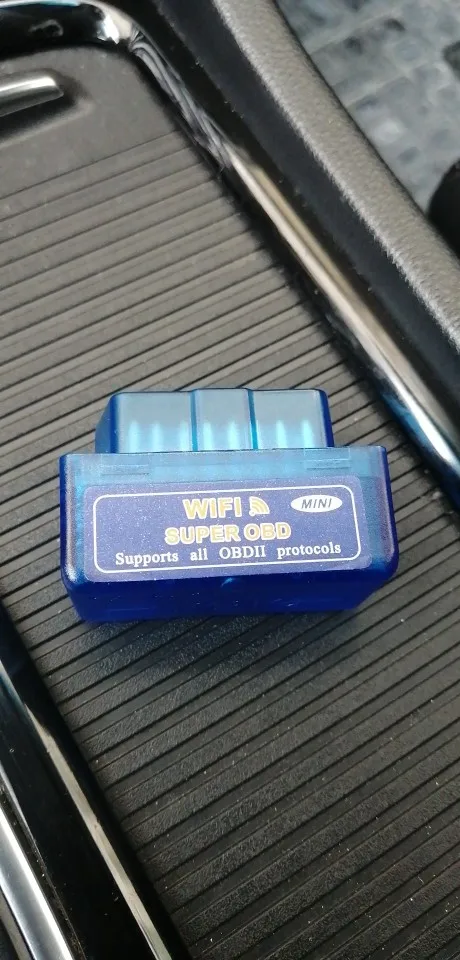 WIFI MINI
SUPER OBD
Supports all OBDII protocols